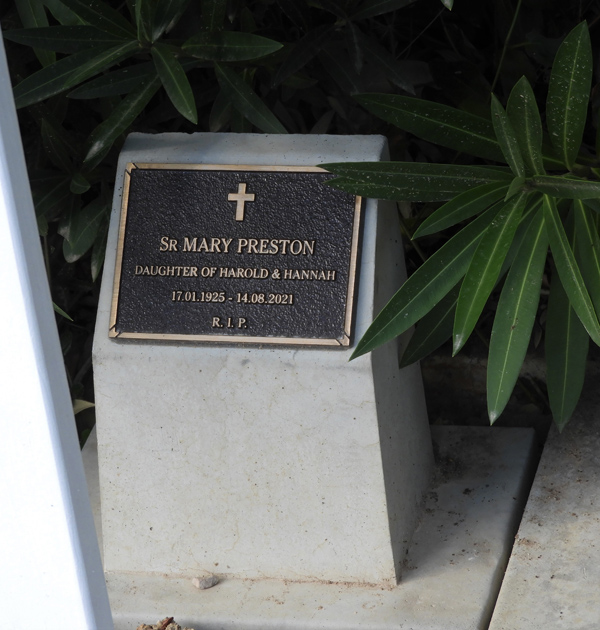 Sr MARY PRESTON
DAUGHTER OF HAROLD & HANNAH
17.01.1925 - 14.08.2021
R. I. P.